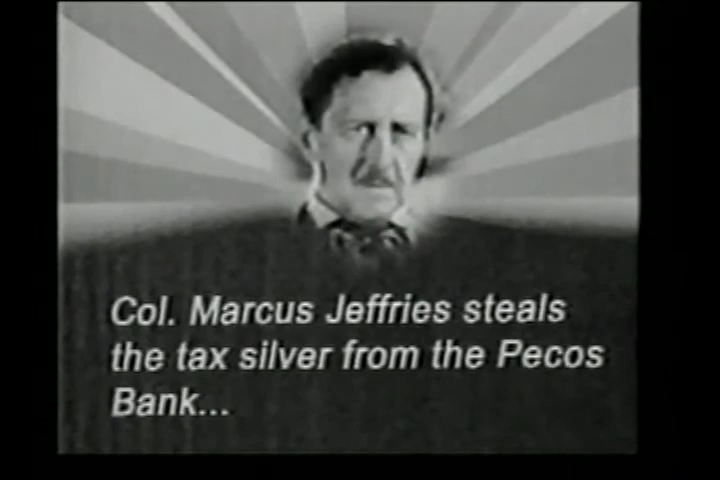 Col. Marcus Jeffries steals
the tax silver from the Pecos
Bank...